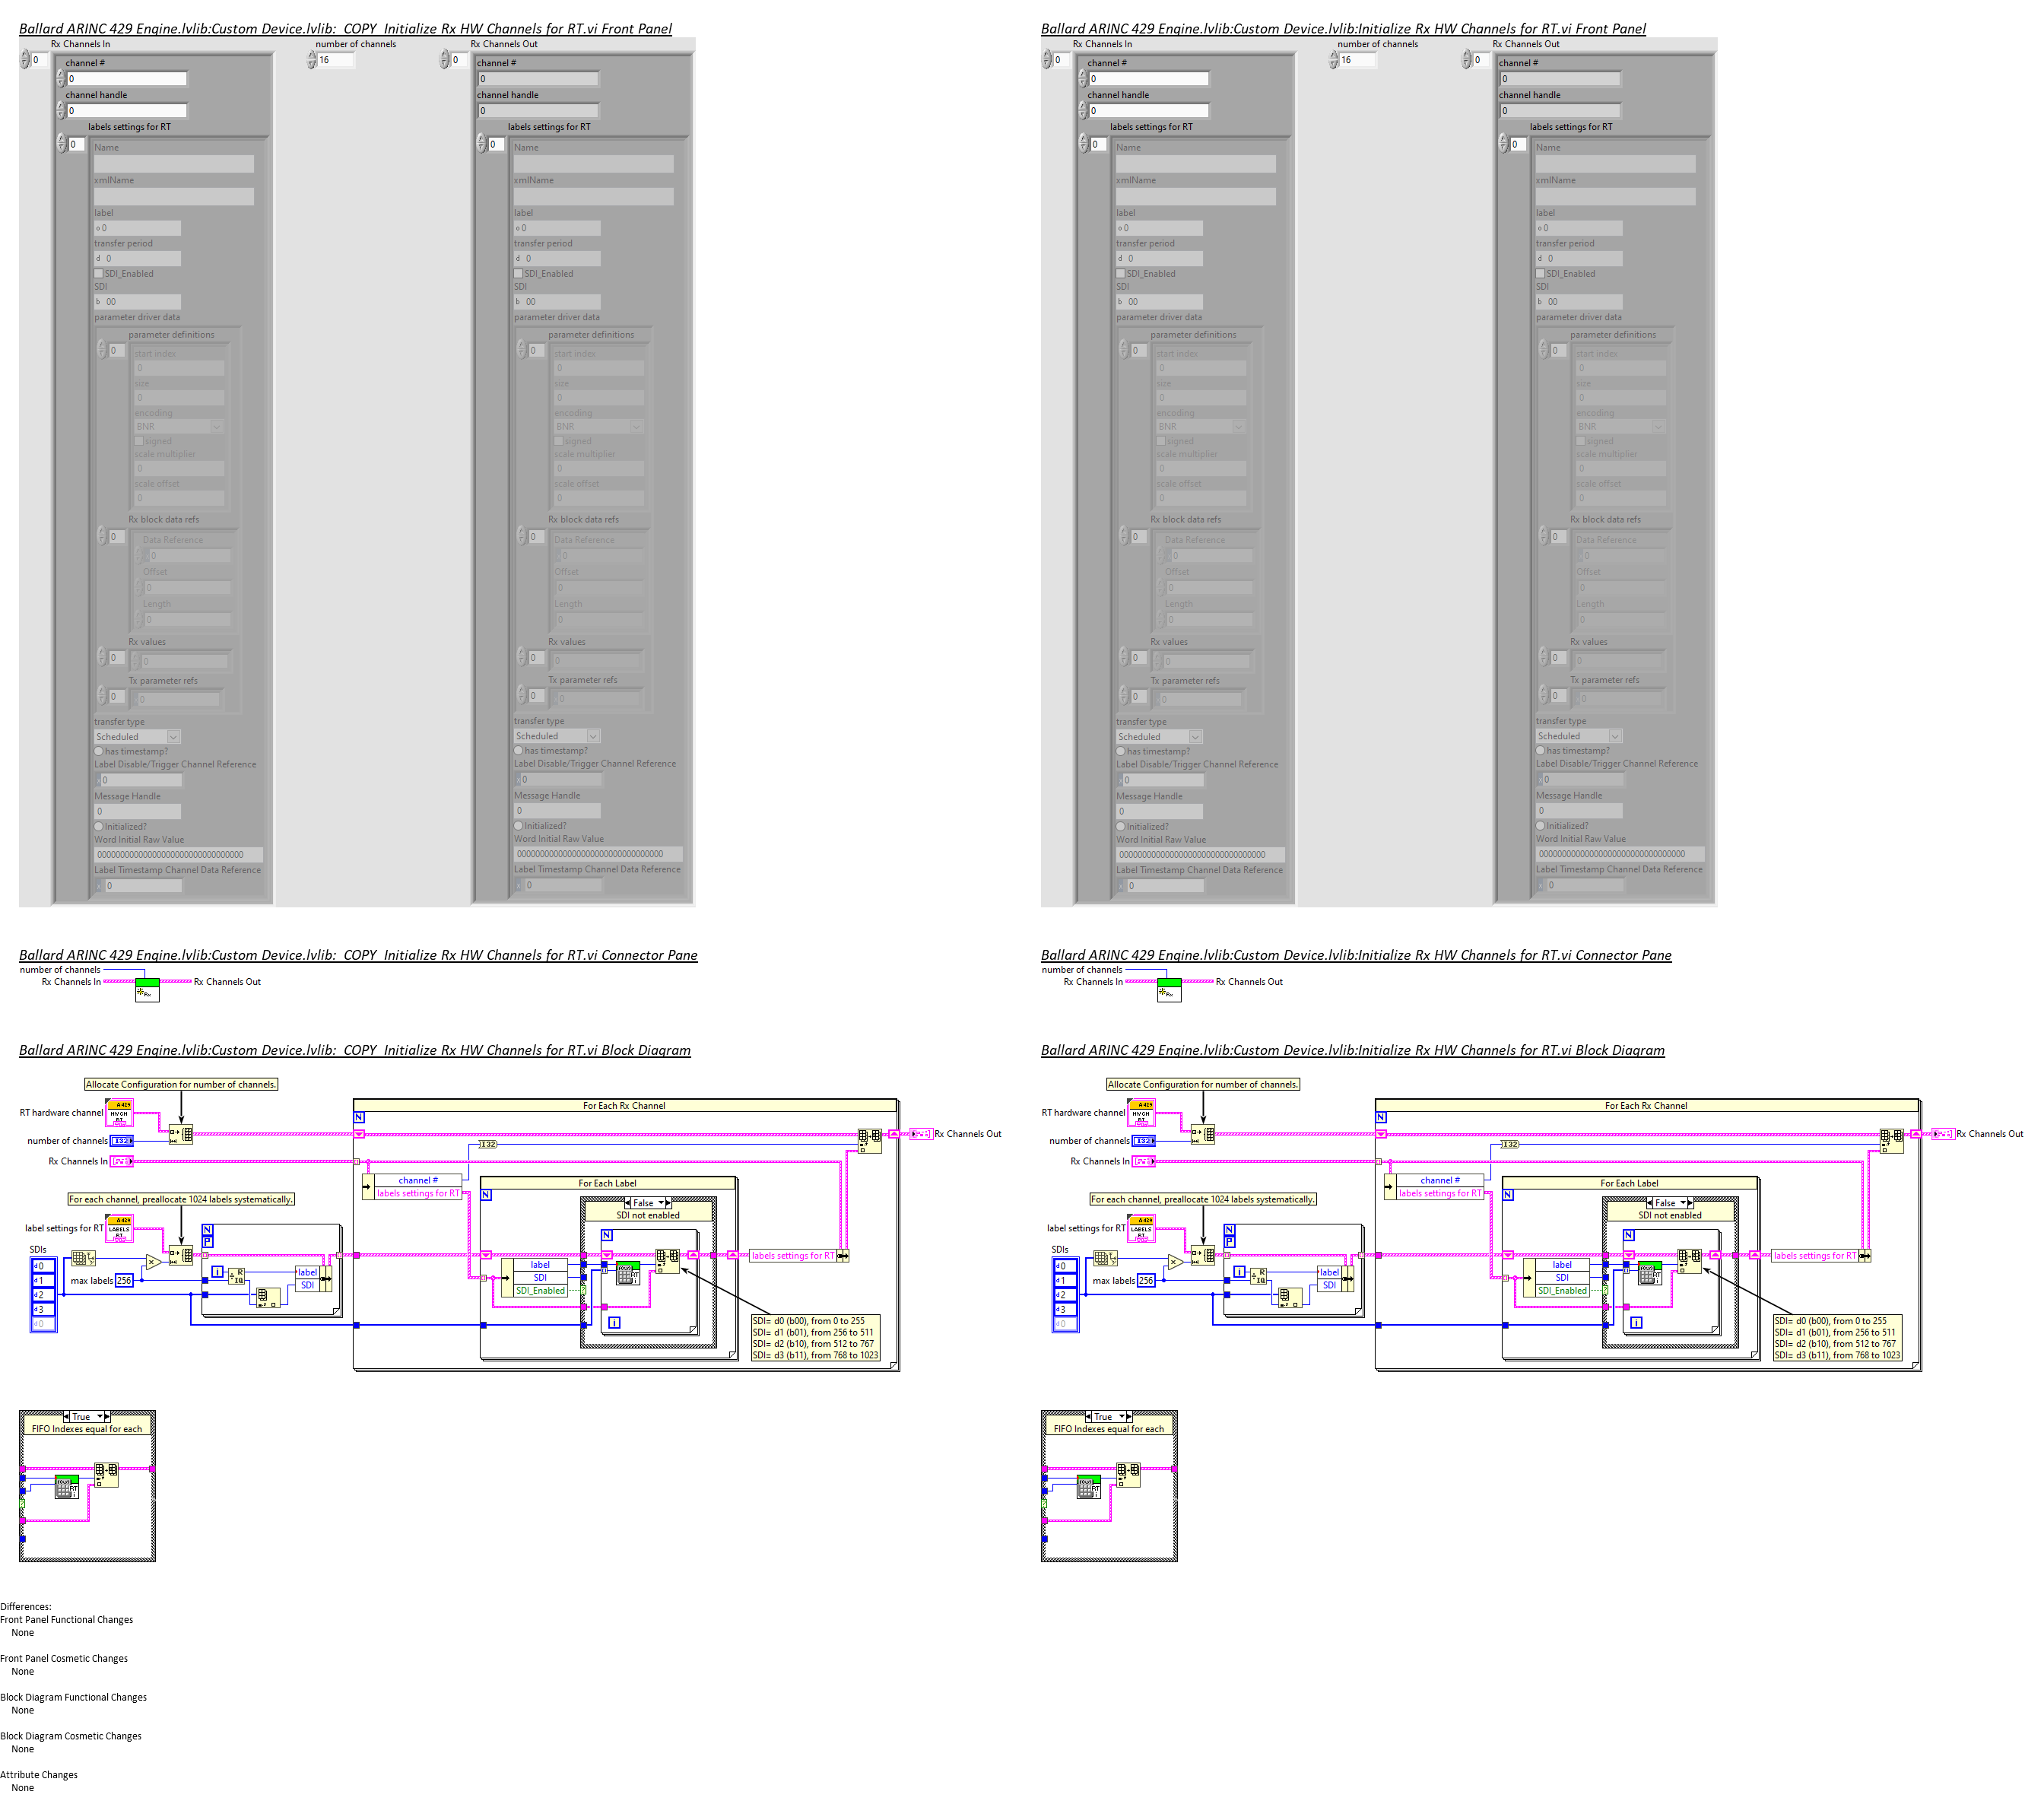 Ballard ARINC 429 Engine.lvlib:Custom Device.lvlib:_COPY_Initialize Rx HW Channels for RT.vi Front Panel
Rx Channels In
number of channels
Rx Channels Out
0
16
0
channel #
0
channel handle
0
labels settings for RT
0
Name
xmlName
label
o 0
transfer period
d 0
SDI_Enabled
SDI
b 00
parameter driver data
parameter definitions
0
start index
0
size
0
encoding
BNR
signed
scale multiplier
0
scale offset
0
Rx block data refs
0
Data Reference
0
Offset
0
Length
0
Rx values
0
0
Tx parameter refs
0
0
transfer type
Scheduled
has timestamp?
Label Disable/Trigger Channel Reference
x 0
Message Handle
0
Initialized?
Word Initial Raw Value
00000000000000000000000000000000
Label Timestamp Channel Data Reference
x 0
channel #
0
channel handle
0
labels settings for RT
0
Name
xmlName
label
o 0
transfer period
d 0
SDI_Enabled
SDI
b 00
parameter driver data
parameter definitions
0
start index
0
size
0
encoding
BNR
signed
scale multiplier
0
scale offset
0
Rx block data refs
0
Data Reference
0
Offset
0
Length
0
Rx values
0
0
Tx parameter refs
0
0
transfer type
Scheduled
has timestamp?
Label Disable/Trigger Channel Reference
x 0
Message Handle
0
Initialized?
Word Initial Raw Value
00000000000000000000000000000000
Label Timestamp Channel Data Reference
x 0
Ballard ARINC 429 Engine.lvlib:Custom Device.lvlib:Initialize Rx HW Channels for RT.vi Front Panel
Rx Channels In
number of channels
Rx Channels Out
0
16
0
channel #
0
channel handle
0
labels settings for RT
0
Name
xmlName
label
o 0
transfer period
d 0
SDI_Enabled
SDI
b 00
parameter driver data
parameter definitions
0
start index
0
size
0
encoding
BNR
signed
scale multiplier
0
scale offset
0
Rx block data refs
0
Data Reference
0
Offset
0
Length
0
Rx values
0
0
Tx parameter refs
0
0
transfer type
Scheduled
has timestamp?
Label Disable/Trigger Channel Reference
x 0
Message Handle
0
Initialized?
Word Initial Raw Value
00000000000000000000000000000000
Label Timestamp Channel Data Reference
x 0
channel #
0
channel handle
0
labels settings for RT
0
Name
xmlName
label
o 0
transfer period
d 0
SDI_Enabled
SDI
b 00
parameter driver data
parameter definitions
0
start index
0
size
0
encoding
BNR
signed
scale multiplier
0
scale offset
0
Rx block data refs
0
Data Reference
0
Offset
0
Length
0
Rx values
0
0
Tx parameter refs
0
0
transfer type
Scheduled
has timestamp?
Label Disable/Trigger Channel Reference
x 0
Message Handle
0
Initialized?
Word Initial Raw Value
00000000000000000000000000000000
Label Timestamp Channel Data Reference
x 0
Ballard ARINC 429 Engine.lvlib:Custom Device.lvlib:_COPY_Initialize Rx HW Channels for RT.vi Connector Pane
number of channels
Rx Channels In
Rx
Rx Channels Out
Ballard ARINC 429 Engine.lvlib:Custom Device.lvlib:Initialize Rx HW Channels for RT.vi Connector Pane
number of channels
Rx Channels In
Rx
Rx Channels Out
Ballard ARINC 429 Engine.lvlib:Custom Device.lvlib:_COPY_Initialize Rx HW Channels for RT.vi Block Diagram
Allocate Configuration for number of channels.
For Each Rx Channel
RT hardware channel
A429
HW CH
RT
N
number of channels
I32
I32
Rx Channels Out
Rx Channels In
channel #
labels settings for RT
For Each Label
N
For each channel, preallocate 1024 labels systematically.
False
SDI not enabled
label settings for RT
A429
LABELS
RT
N
P
N
SDIs
d 0
d 1
d 2
d 3
d 0
max labels
256
i
R
IQ
label
SDI
label
SDI
SDI_Enabled
RT
i
i
labels settings for RT
SDI= d0 (b00), from 0 to 255
SDI= d1 (b01), from 256 to 511
SDI= d2 (b10), from 512 to 767
SDI= d3 (b11), from 768 to 1023
True
FIFO Indexes equal for each
RT
i
Ballard ARINC 429 Engine.lvlib:Custom Device.lvlib:Initialize Rx HW Channels for RT.vi Block Diagram
Allocate Configuration for number of channels.
For Each Rx Channel
RT hardware channel
A429
HW CH
RT
N
number of channels
I32
I32
Rx Channels Out
Rx Channels In
channel #
labels settings for RT
For Each Label
N
For each channel, preallocate 1024 labels systematically.
False
SDI not enabled
label settings for RT
A429
LABELS
RT
N
P
N
SDIs
d 0
d 1
d 2
d 3
d 0
max labels
256
i
R
IQ
label
SDI
label
SDI
SDI_Enabled
RT
i
i
labels settings for RT
SDI= d0 (b00), from 0 to 255
SDI= d1 (b01), from 256 to 511
SDI= d2 (b10), from 512 to 767
SDI= d3 (b11), from 768 to 1023
True
FIFO Indexes equal for each
RT
i
Differences:
Front Panel Functional Changes
None
Front Panel Cosmetic Changes
None
Block Diagram Functional Changes
None
Block Diagram Cosmetic Changes
None
Attribute Changes
None